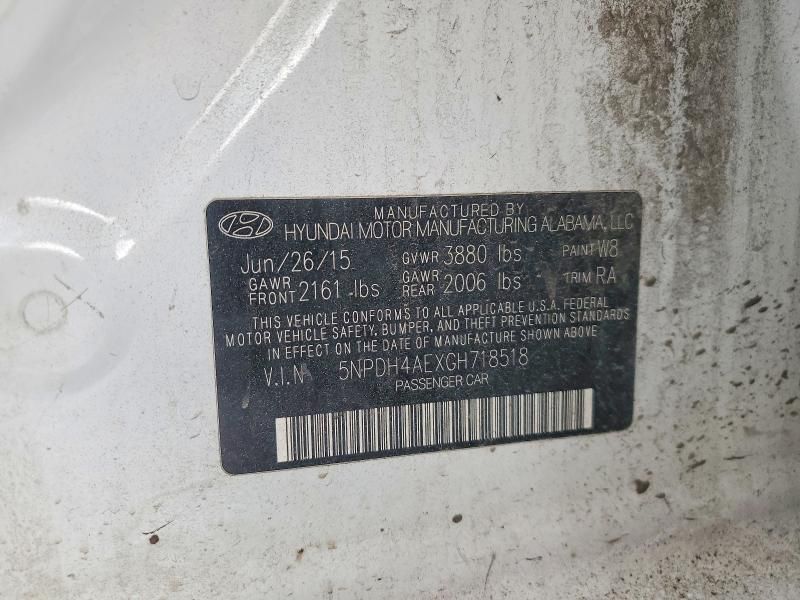 MANUFACTURED BY
HYUNDAI MOTOR MANUFACTURING ALABAMA, LLC
Jun/26/15 GVWR 3880 lbs PAINT W8
GAWR FRONT 2161 lbs GAWR REAR 2006 lbs TRIM RA
THIS VEHICLE CONFORMS TO ALL APPLICABLE U.S.A. FEDERAL
MOTOR VEHICLE SAFETY, BUMPER, AND THEFT PREVENTION STANDARDS
IN EFFECT ON THE DATE OF MANUFACTURE SHOWN ABOVE
V.I.N 5NPDH4AEXGH718518
PASSENGER CAR